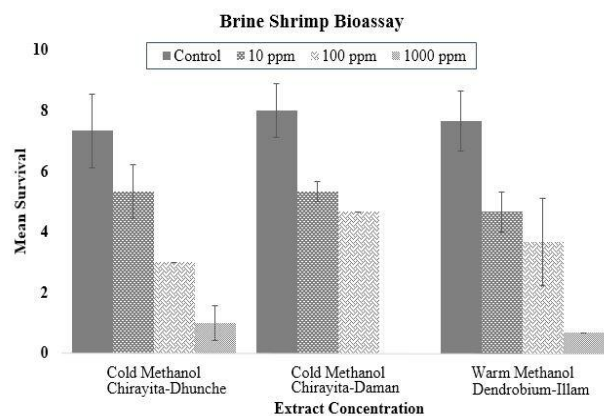 Brine Shrimp Bioassay
Control 10 ppm 100 ppm 1000 ppm
10
8
6
4
2
0
Mean Survival
Cold Methanol
Chirayita-Dhunche
Cold Methanol
Chirayita-Daman
Warm Methanol
Dendrobium-Illam
Extract Concentration